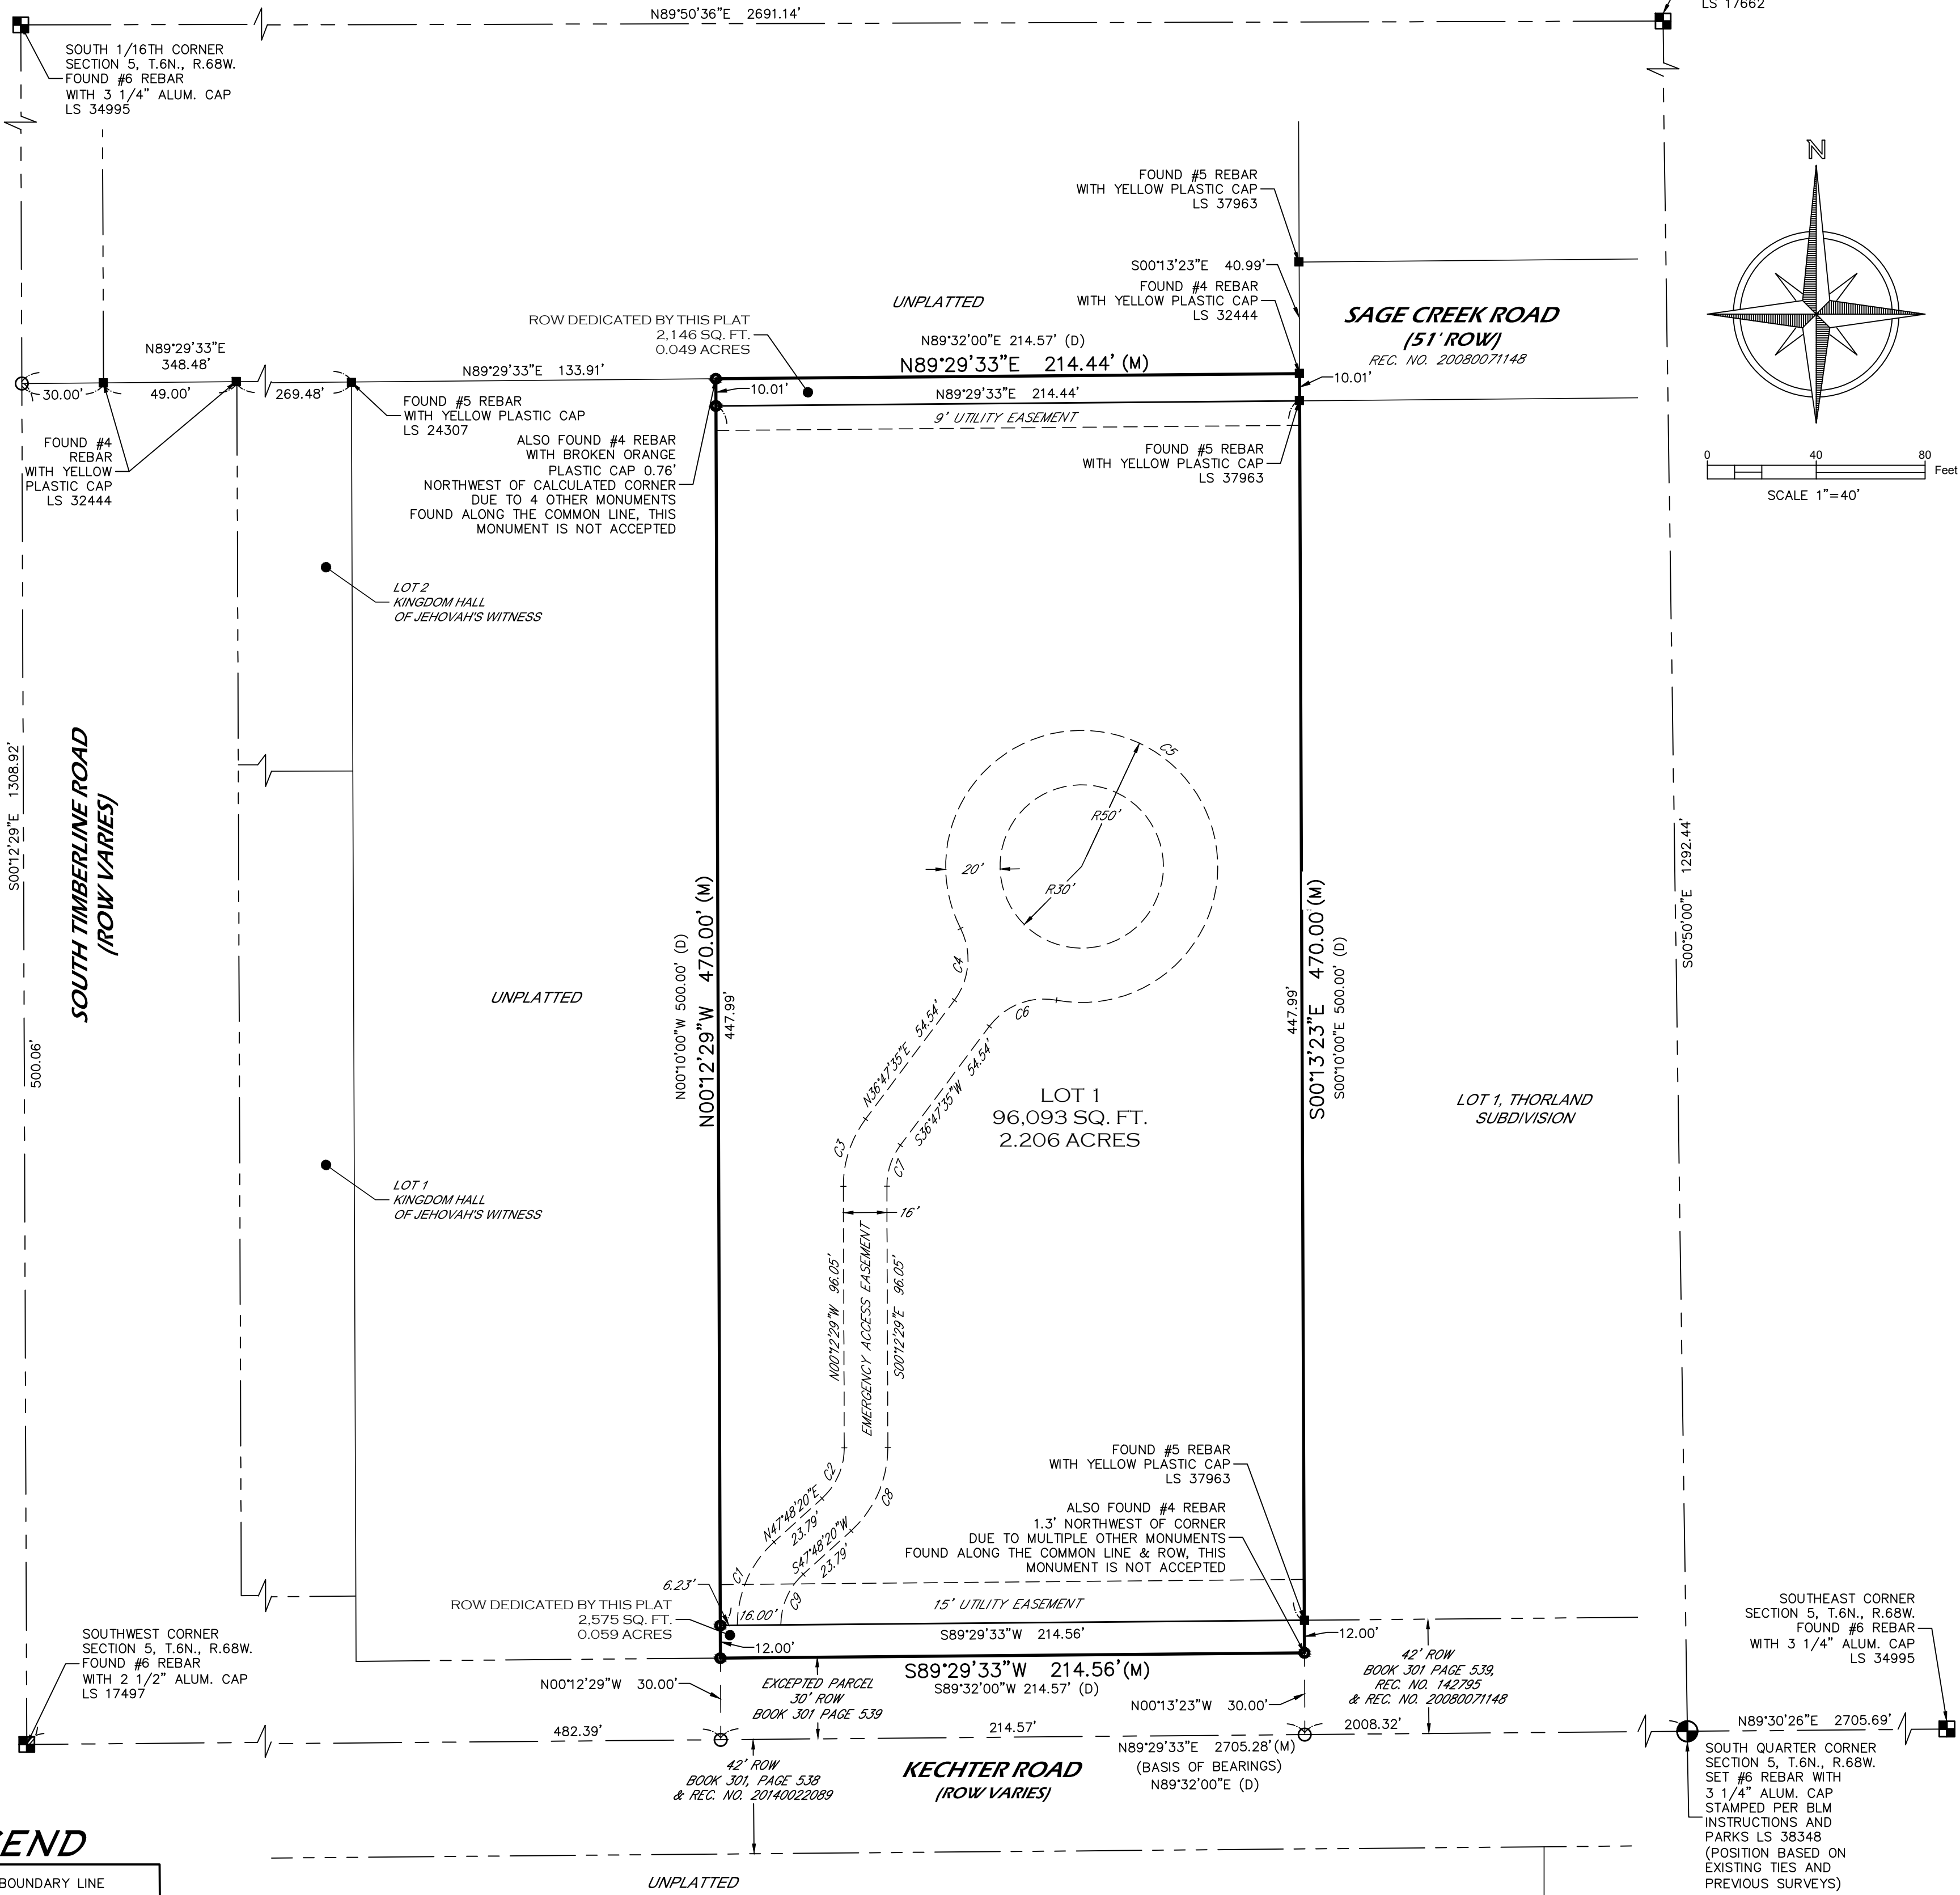 N89°50'36"E 2691.14'
LS 17662
SOUTH 1/16TH CORNER
SECTION 5, T.6N., R.68W.
FOUND #6 REBAR
WITH 3 1/4" ALUM. CAP
LS 34995
N
FOUND #5 REBAR
WITH YELLOW PLASTIC CAP
LS 37963
S00°13'23"E 40.99'
FOUND #4 REBAR
WITH YELLOW PLASTIC CAP
LS 32444
UNPLATTED
ROW DEDICATED BY THIS PLAT
2,146 SQ. FT.
0.049 ACRES
SAGE CREEK ROAD
(51' ROW)
REC. NO. 20080071148
N89°32'00"E 214.57' (D)
N89°29'33"E 214.44' (M)
N89°29'33"E
348.48'
N89°29'33"E 133.91'
10.01'
10.01'
30.00'
49.00'
269.48'
N89°29'33"E 214.44'
9' UTILITY EASEMENT
FOUND #5 REBAR
WITH YELLOW PLASTIC CAP
LS 24307
FOUND #4
REBAR
WITH YELLOW
PLASTIC CAP
LS 32444
ALSO FOUND #4 REBAR
WITH BROKEN ORANGE
PLASTIC CAP 0.76'
NORTHWEST OF CALCULATED CORNER
DUE TO 4 OTHER MONUMENTS
FOUND ALONG THE COMMON LINE, THIS
MONUMENT IS NOT ACCEPTED
FOUND #5 REBAR
WITH YELLOW PLASTIC CAP
LS 37963
0 40 80
Feet
SCALE 1"=40'
LOT 2
KINGDOM HALL
OF JEHOVAH'S WITNESS
S00°12'29"E 1308.92'
SOUTH TIMBERLINE ROAD
(ROW VARIES)
500.06'
C5
R50'
20'
R30'
N00°10'00"W 500.00' (D)
N00°12'29"W 470.00' (M)
447.99'
447.99'
S00°13'23"E 470.00' (M)
S00°10'00"E 500.00' (D)
S00°50'00"E 1292.44'
UNPLATTED
C4
C6
N36°47'35"E 54.54'
S36°47'35"W 54.54'
LOT 1
96,093 SQ. FT.
2.206 ACRES
LOT 1, THORLAND
SUBDIVISION
C3
C7
LOT 1
KINGDOM HALL
OF JEHOVAH'S WITNESS
16'
N00°12'29"W 96.05'
EMERGENCY ACCESS EASEMENT
S00°12'29"E 96.05'
C2
C8
N47°48'20"E
23.79'
S47°48'20"W
23.79'
C1
C9
FOUND #5 REBAR
WITH YELLOW PLASTIC CAP
LS 37963
ALSO FOUND #4 REBAR
1.3' NORTHWEST OF CORNER
DUE TO MULTIPLE OTHER MONUMENTS
FOUND ALONG THE COMMON LINE & ROW, THIS
MONUMENT IS NOT ACCEPTED
6.23'
16.00'
15' UTILITY EASEMENT
ROW DEDICATED BY THIS PLAT
2,575 SQ. FT.
0.059 ACRES
S89°29'33"W 214.56'
12.00'
12.00'
S89°29'33"W 214.56' (M)
S89°32'00"W 214.57' (D)
SOUTHWEST CORNER
SECTION 5, T.6N., R.68W.
FOUND #6 REBAR
WITH 2 1/2" ALUM. CAP
LS 17497
N00°12'29"W 30.00'
EXCEPTED PARCEL
30' ROW
BOOK 301 PAGE 539
N00°13'23"W 30.00'
42' ROW
BOOK 301 PAGE 539,
REC. NO. 142795
& REC. NO. 20080071148
SOUTHEAST CORNER
SECTION 5, T.6N., R.68W.
FOUND #6 REBAR
WITH 3 1/4" ALUM. CAP
LS 34995
482.39'
214.57'
2008.32'
N89°30'26"E 2705.69'
42' ROW
BOOK 301, PAGE 538
& REC. NO. 20140022089
KECHTER ROAD
(ROW VARIES)
N89°29'33"E 2705.28' (M)
(BASIS OF BEARINGS)
N89°32'00"E (D)
SOUTH QUARTER CORNER
SECTION 5, T.6N., R.68W.
SET #6 REBAR WITH
3 1/4" ALUM. CAP
STAMPED PER BLM
INSTRUCTIONS AND
PARKS LS 38348
(POSITION BASED ON
EXISTING TIES AND
PREVIOUS SURVEYS)
END
BOUNDARY LINE
UNPLATTED